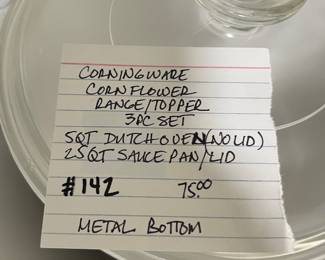 CORNINGWARE
CORNFLOWER
RANGE/TOPPER
3PC SET
5QT DUTCH OVEN (NO LID)
2.5QT SAUCE PAN/LID
#142 75.00
METAL BOTTOM